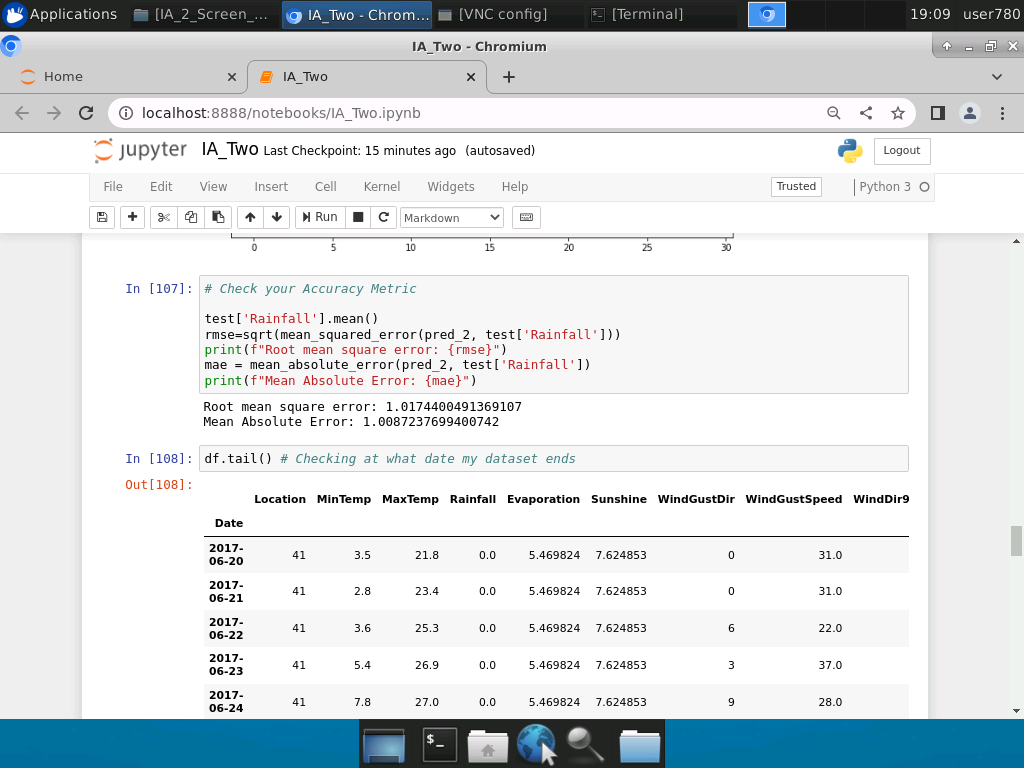 Applications [IA_2_Screen_... IA_Two - Chrom... [VNC config] [Terminal] 19:09 user780
IA_Two - Chromium
Home IA_Two
localhost:8888/notebooks/IA_Two.ipynb
jupyter IA_Two Last Checkpoint: 15 minutes ago (autosaved) Logout
File Edit View Insert Cell Kernel Widgets Help Trusted Python 3
Run Markdown
0 5 10 15 20 25 30
In [107]: # Check your Accuracy Metric
test['Rainfall'].mean()
rmse=sqrt(mean_squared_error(pred_2, test['Rainfall']))
print(f"Root mean square error: {rmse}")
mae = mean_absolute_error(pred_2, test['Rainfall'])
print(f"Mean Absolute Error: {mae}")
Root mean square error: 1.0174400491369107
Mean Absolute Error: 1.0087237699400742
In [108]: df.tail() # Checking at what date my dataset ends
Out[108]:
Location MinTemp MaxTemp Rainfall Evaporation Sunshine WindGustDir WindGustSpeed WindDir9
Date
2017-
06-20 41 3.5 21.8 0.0 5.469824 7.624853 0 31.0
2017-
06-21 41 2.8 23.4 0.0 5.469824 7.624853 0 31.0
2017-
06-22 41 3.6 25.3 0.0 5.469824 7.624853 6 22.0
2017-
06-23 41 5.4 26.9 0.0 5.469824 7.624853 3 37.0
2017-
06-24 41 7.8 27.0 0.0 5.469824 7.624853 9 28.0
$_